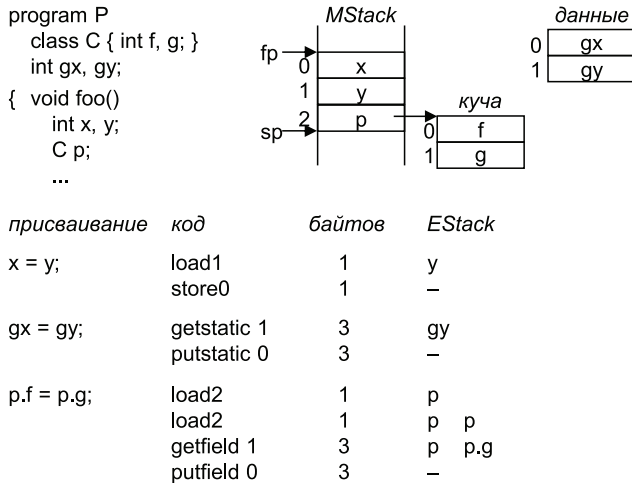 program P
class C { int f, g; }
int gx, gy;
{ void foo()
int x, y;
C p;
...
MStack
fp
0 x
1 y
2 p
sp
куча
0 f
1 g
данные
0 gx
1 gy
присваивание код байтов EStack
x = y; load1 1 y
store0 1 –
gx = gy; getstatic 1 3 gy
putstatic 0 3 –
p.f = p.g; load2 1 p
load2 1 p p
getfield 1 3 p p.g
putfield 0 3 –